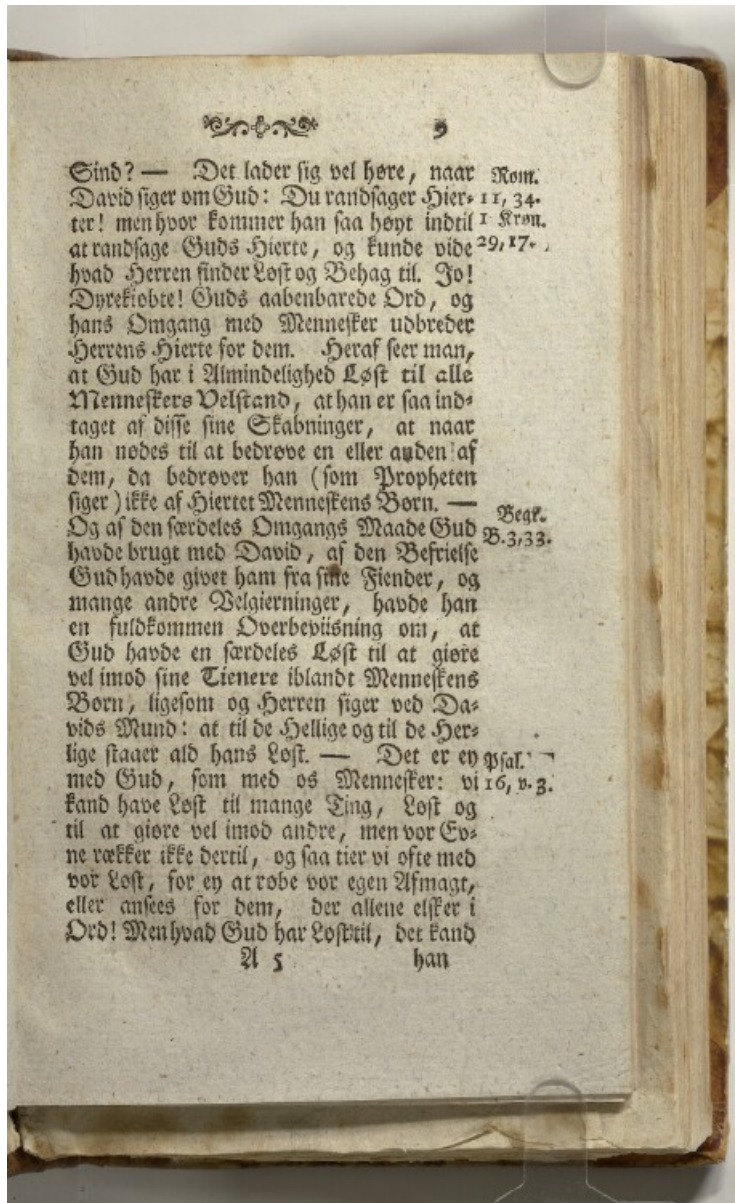 9
Sind? — Det lader sig vel høre, naar
David siger om Gud: Du randsager Hier-
ter! men hvor kommer han saa høyt indtil
at randsage Guds Hierte, og kunde vide
hvad Herren finder Løst og Behag til. Jo!
Dyrekiøbte! Guds aabenbarede Ord, og
hans Omgang med Mennesker udbreder
Herrens Hierte for dem. Heraf seer man,
at Gud har i Almindelighed Løst til alle
Menneskers Velstand, at han er saa ind-
taget af disse sine Skabninger, at naar
han nødes til at bedrøve en eller anden af
dem, da bedrøver han (som Propheten
siger) ikke af Hiertet Menneskens Børn. —
Og af den særdeles Omgangs Maade Gud
havde brugt med David, af den Befrielse
Gud havde givet ham fra sine Fiender, og
mange andre Velgierninger, havde han
en fuldkommen Overbeviisning om, at
Gud havde en særdeles Løst til at giøre
vel imod sine Tienere iblandt Menneskens
Børn, ligesom og Herren siger ved Da-
vids Mund: at til de Hellige og til de Her-
lige staaer ald hans Løst. — Det er ey
med Gud, som med os Mennesker: vi
kand have Løst til mange Ting, Løst og
til at giøre vel imod andre, men vor Ev-
ne rækker ikke dertil, og saa tier vi ofte med
vor Løst, for ey at røbe vor egen Afmagt,
eller ansees for dem, der allene elsker i
Ord! Men hvad Gud har Løst til, det kand
A 5 han
Rom.
11, 34.
1 Krøn.
29, 17.
Begr.
B. 3, 33.
Psal.
16, v. 3.